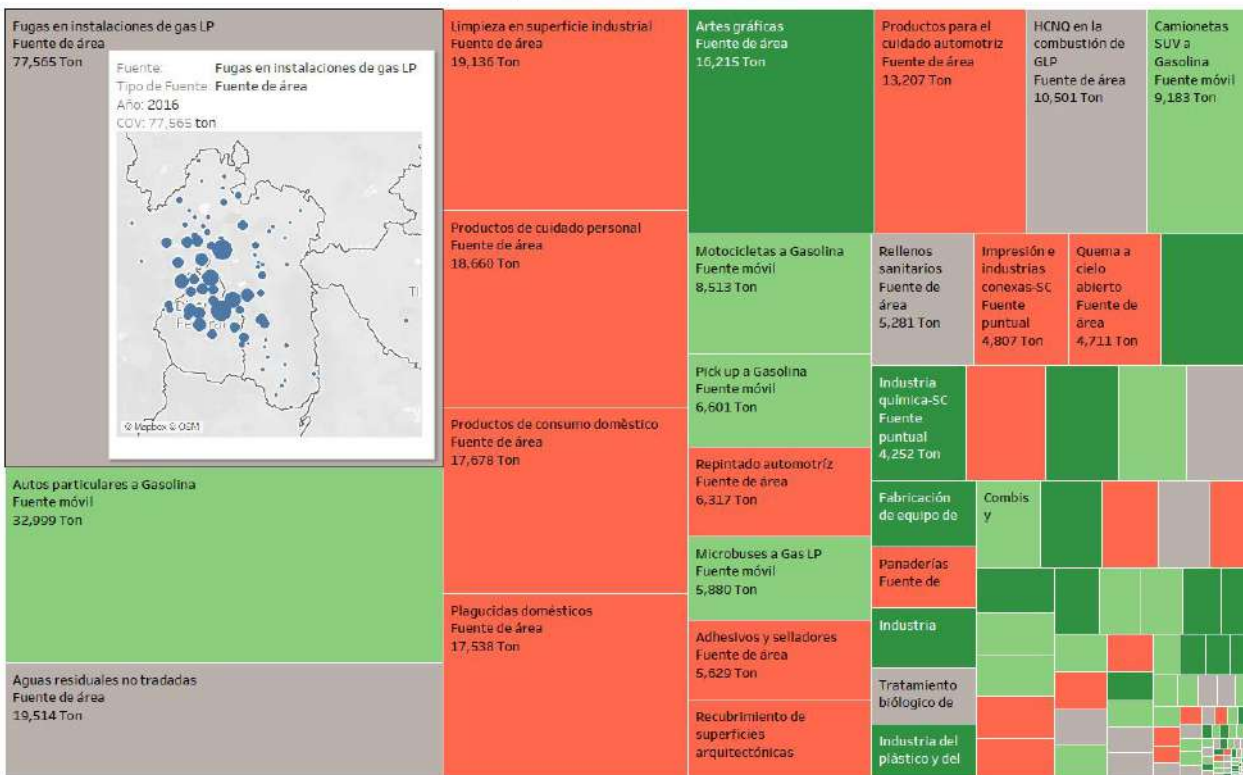 Fugas en instalaciones de gas LP
Fuente de área
77,565 Ton
Fuente: Fugas en instalaciones de gas LP
Tipo de Fuente: Fuente de área
Año: 2016
COV: 77,565 ton
© Mapbox © OSM
Autos particulares a Gasolina
Fuente móvil
32,999 Ton
Aguas residuales no tradadas
Fuente de área
19,514 Ton
Limpieza en superficie industrial
Fuente de área
19,136 Ton
Productos de cuidado personal
Fuente de área
18,660 Ton
Productos de consumo doméstico
Fuente de área
17,678 Ton
Plagucidas domésticos
Fuente de área
17,538 Ton
Artes gráficas
Fuente de área
16,215 Ton
Motocicletas a Gasolina
Fuente móvil
8,513 Ton
Pick up a Gasolina
Fuente móvil
6,601 Ton
Repintado automotríz
Fuente de área
6,317 Ton
Microbuses a Gas LP
Fuente móvil
5,880 Ton
Adhesivos y selladores
Fuente de área
5,629 Ton
Recubrimiento de
superficies
arquitectónicas
Productos para el
cuidado automotriz
Fuente de área
13,207 Ton
HCNQ en la
combustión de
GLP
Fuente de área
10,501 Ton
Camionetas
SUV a
Gasolina
Fuente móvil
9,183 Ton
Rellenos
sanitarios
Fuente de
área
5,281 Ton
Impresión e
industrias
conexas-SC
Fuente
puntual
4,807 Ton
Quema a
cielo
abierto
Fuente de
área
4,711 Ton
Industria
química-SC
Fuente
puntual
4,252 Ton
Fabricación
de equipo de
Combis
y
Panaderías
Fuente de
Industria
Tratamiento
biólogico de
Industria del
plástico y del